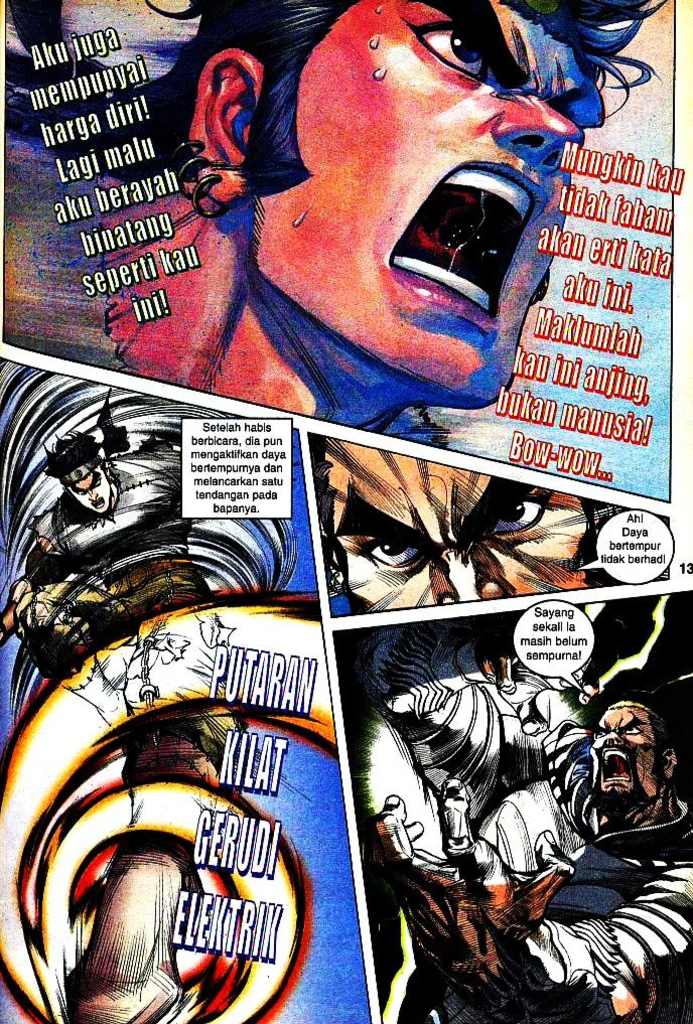 Aku juga
mempunyai
harga diri!
Lagi malu
aku berayah
binatang
seperti kau
ini!
Mungkin kau
tidak faham
akan erti kata
aku ini.
Maklumlah
kau ini anjing,
bukan manusia!
Bow-wow...
Setelah habis
berbicara, dia pun
mengaktifkan daya
bertempurnya dan
melancarkan satu
tendangan pada
bapanya.
Ah!
Daya
bertempur
tidak berhad!
13
Sayang
sekali ia
masih belum
sempurna!
PUTARAN
KILAT
GERUDI
ELEKTRIK